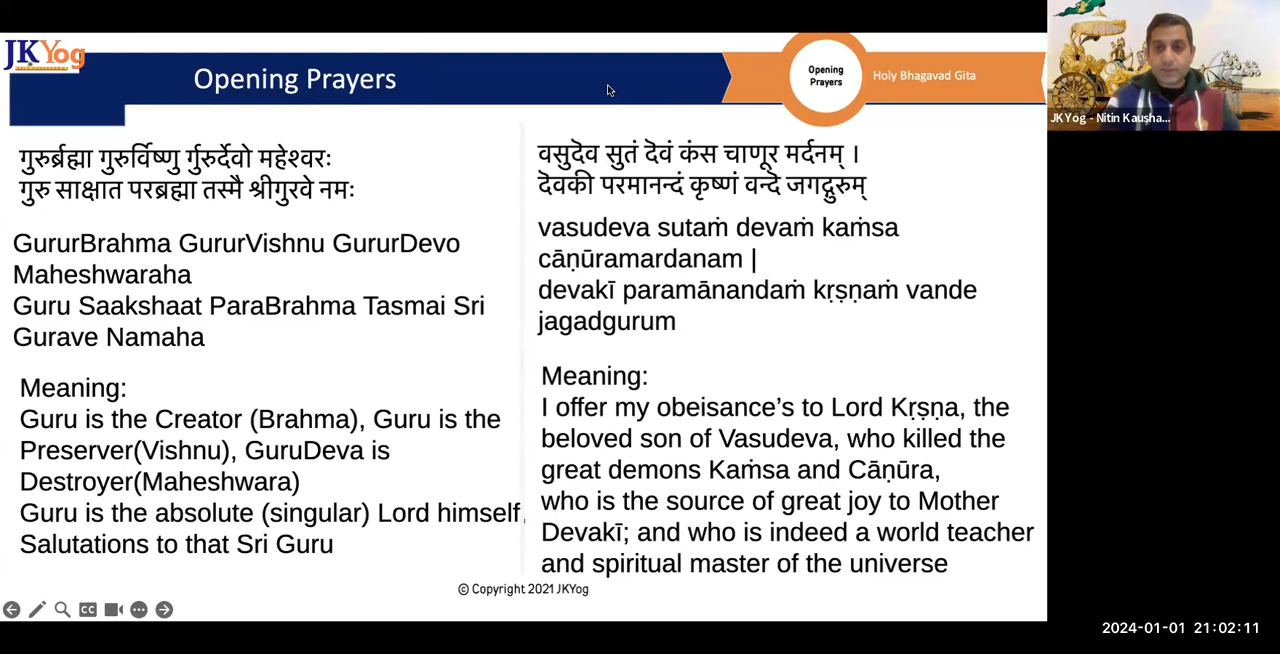 JKYog
Opening Prayers
Opening
Prayers
Holy Bhagavad Gita
JKYog - Nitin Kausha...
गुरुर्ब्रह्मा गुरुर्विष्णु र्गुरुर्देवो महेश्वरः
गुरु साक्षात परब्रह्मा तस्मै श्रीगुरवे नमः
GururBrahma GururVishnu GururDevo
Maheshwaraha
Guru Saakshaat ParaBrahma Tasmai Sri
Gurave Namaha
Meaning:
Guru is the Creator (Brahma), Guru is the
Preserver(Vishnu), GuruDeva is
Destroyer(Maheshwara)
Guru is the absolute (singular) Lord himself,
Salutations to that Sri Guru
वसुदॆव सुतं दॆवं कंस चाणूर मर्दनम् ।
दॆवकी परमानन्दं कृष्णं वन्दॆ जगद्गुरुम्
vasudeva sutaṁ devaṁ kaṁsa
cāṇūramardanam |
devakī paramānandaṁ kṛṣṇaṁ vande
jagadgurum
Meaning:
I offer my obeisance’s to Lord Kṛṣṇa, the
beloved son of Vasudeva, who killed the
great demons Kaṁsa and Cāṇūra,
who is the source of great joy to Mother
Devakī; and who is indeed a world teacher
and spiritual master of the universe
© Copyright 2021 JKYog
CC
2024-01-01 21:02:11